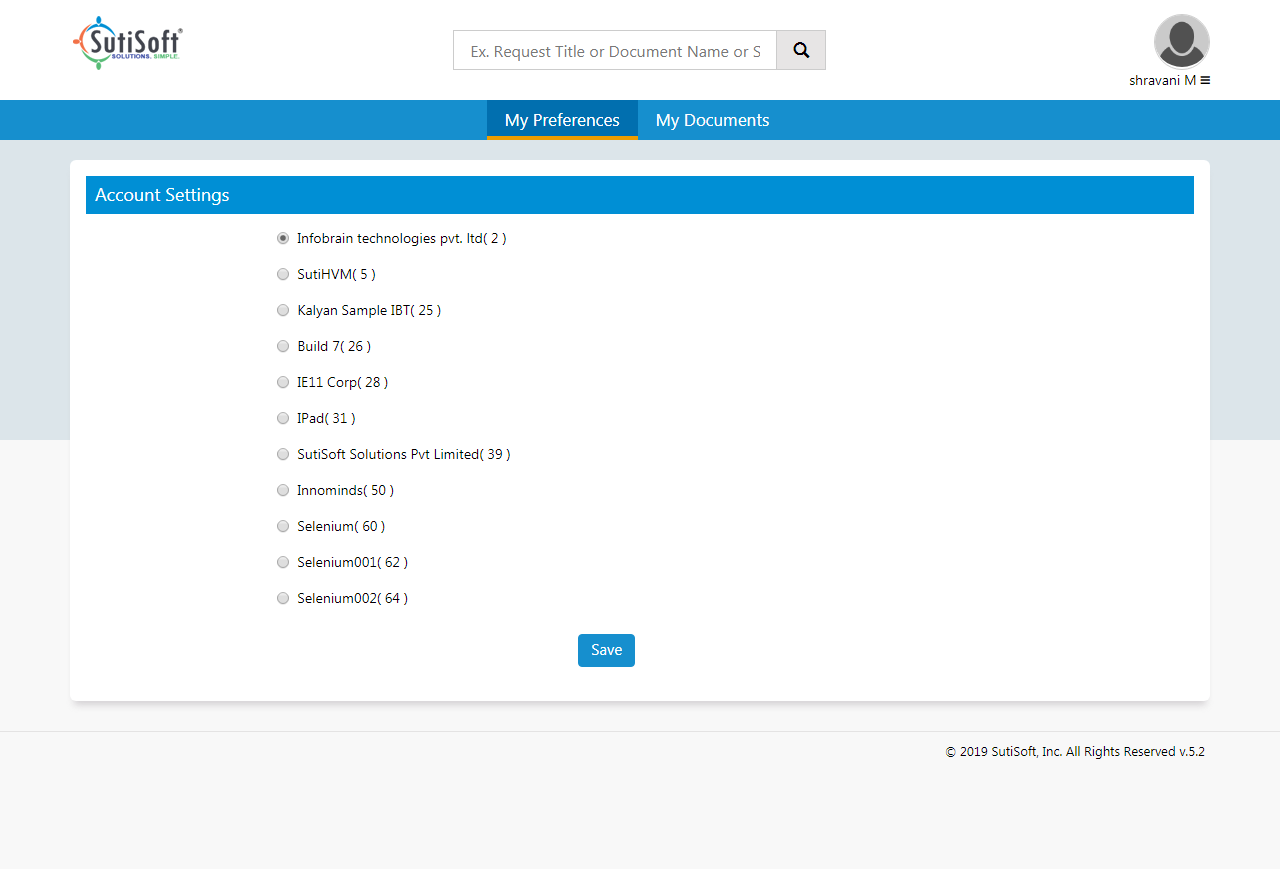 SutiSoft®
SOLUTIONS. SIMPLE.
Ex. Request Title or Document Name or S
shravani M
My Preferences
My Documents
Account Settings
Infobrain technologies pvt. ltd( 2 )
SutiHVM( 5 )
Kalyan Sample IBT( 25 )
Build 7( 26 )
IE11 Corp( 28 )
IPad( 31 )
SutiSoft Solutions Pvt Limited( 39 )
Innominds( 50 )
Selenium( 60 )
Selenium001( 62 )
Selenium002( 64 )
Save
© 2019 SutiSoft, Inc. All Rights Reserved v.5.2